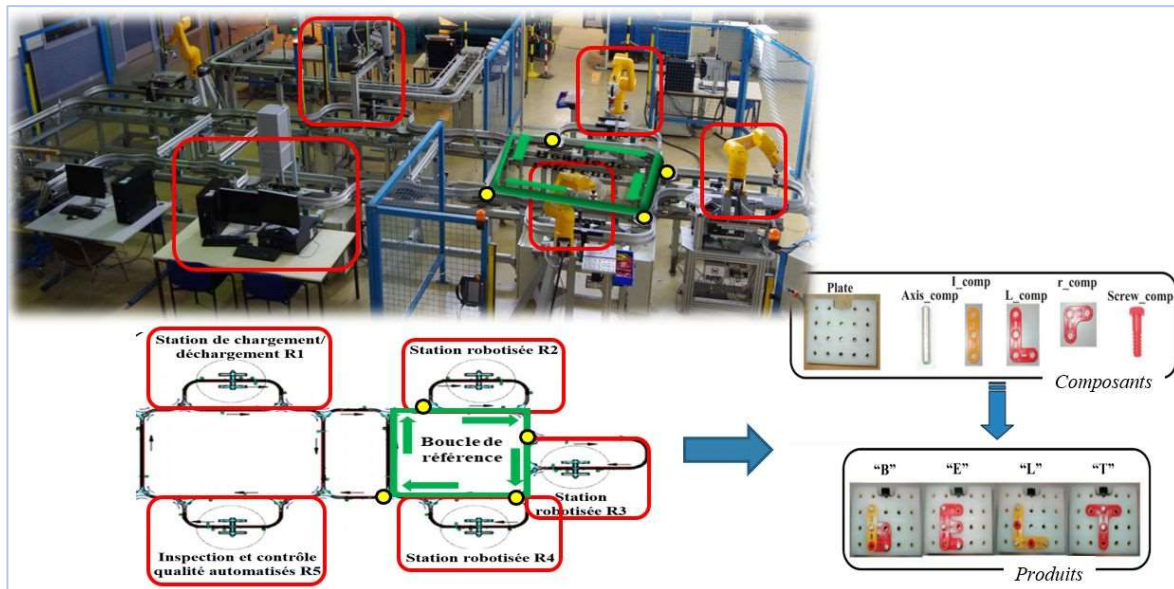 Station de chargement/
déchargement R1
Station robotisée R2
Boucle de
référence
Station
robotisée R3
Inspection et contrôle
qualité automatisés R5
Station robotisée R4
Plate
Axis_comp
I_comp
L_comp
r_comp
Screw_comp
Composants
“B”
“E”
“L”
“T”
Produits